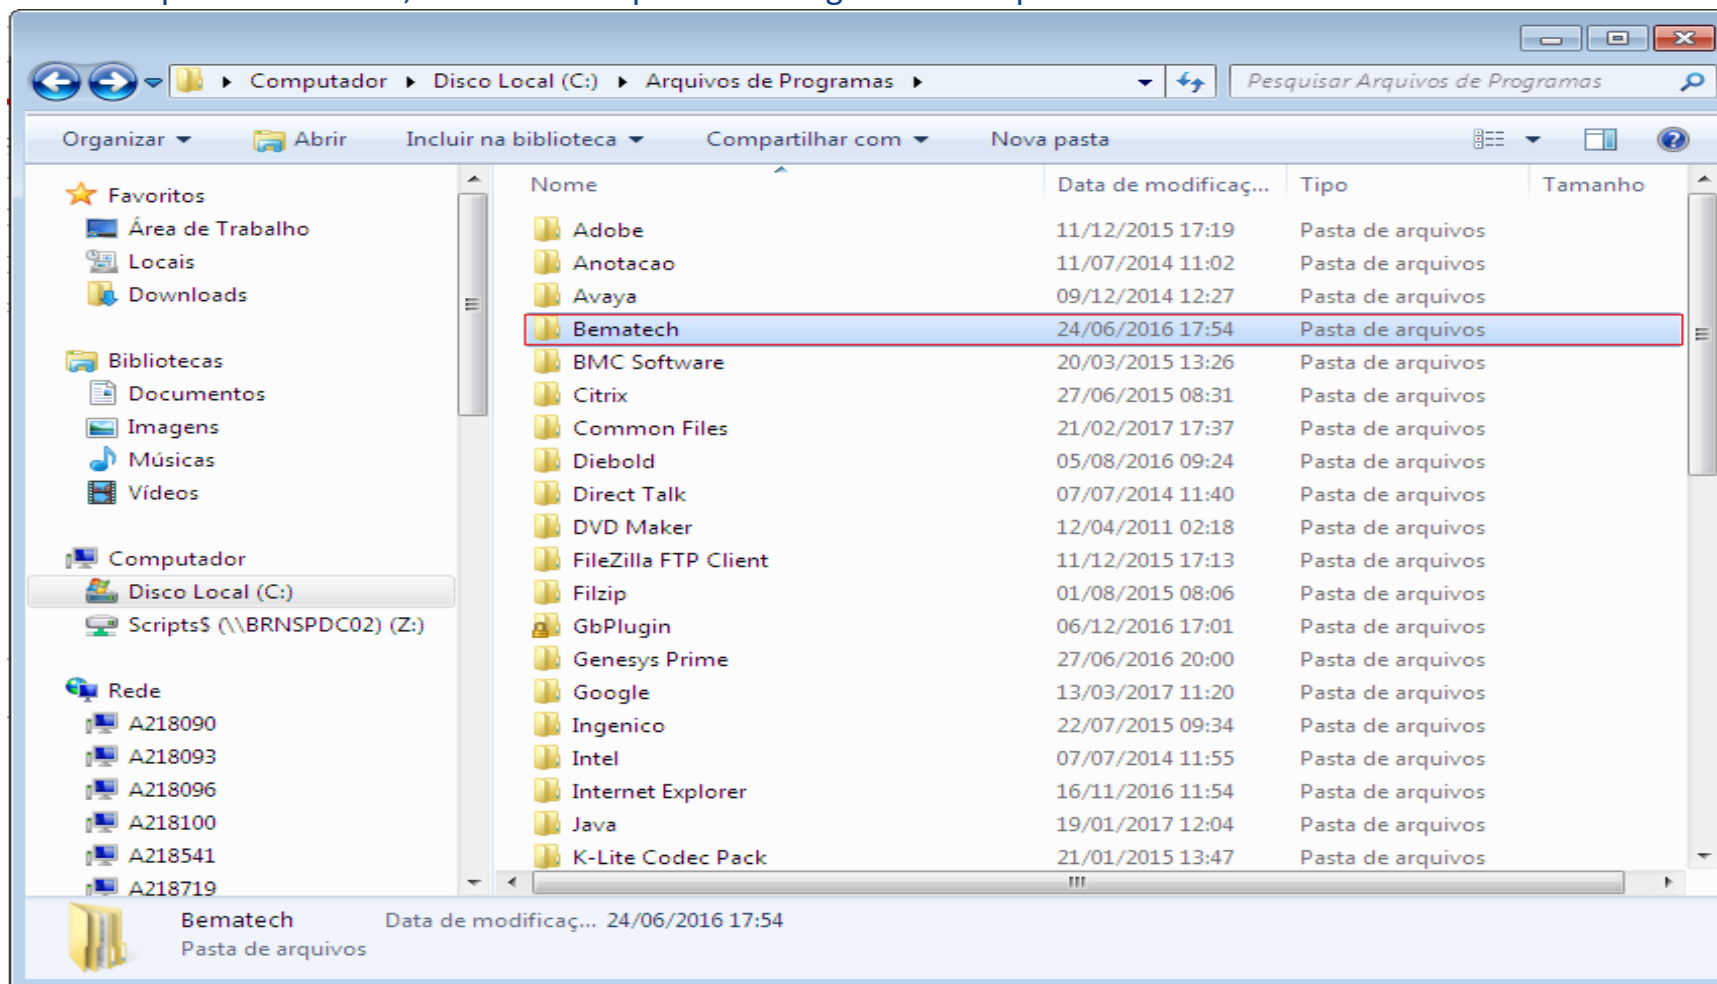 Computador Disco Local (C:) Arquivos de Programas Pesquisar Arquivos de Programas
Organizar Abrir Incluir na biblioteca Compartilhar com Nova pasta
Favoritos
Área de Trabalho
Locais
Downloads
Bibliotecas
Documentos
Imagens
Músicas
Vídeos
Computador
Disco Local (C:)
Scripts$ (\\BRNSPDC02) (Z:)
Rede
A218090
A218093
A218096
A218100
A218541
A218719
Nome Data de modificaç... Tipo Tamanho
Adobe 11/12/2015 17:19 Pasta de arquivos
Anotacao 11/07/2014 11:02 Pasta de arquivos
Avaya 09/12/2014 12:27 Pasta de arquivos
Bematech 24/06/2016 17:54 Pasta de arquivos
BMC Software 20/03/2015 13:26 Pasta de arquivos
Citrix 27/06/2015 08:31 Pasta de arquivos
Common Files 21/02/2017 17:37 Pasta de arquivos
Diebold 05/08/2016 09:24 Pasta de arquivos
Direct Talk 07/07/2014 11:40 Pasta de arquivos
DVD Maker 12/04/2011 02:18 Pasta de arquivos
FileZilla FTP Client 11/12/2015 17:13 Pasta de arquivos
Filzip 01/08/2015 08:06 Pasta de arquivos
GbPlugin 06/12/2016 17:01 Pasta de arquivos
Genesys Prime 27/06/2016 20:00 Pasta de arquivos
Google 13/03/2017 11:20 Pasta de arquivos
Ingenico 22/07/2015 09:34 Pasta de arquivos
Intel 07/07/2014 11:55 Pasta de arquivos
Internet Explorer 16/11/2016 11:54 Pasta de arquivos
Java 19/01/2017 12:04 Pasta de arquivos
K-Lite Codec Pack 21/01/2015 13:47 Pasta de arquivos
Bematech Data de modificaç... 24/06/2016 17:54
Pasta de arquivos